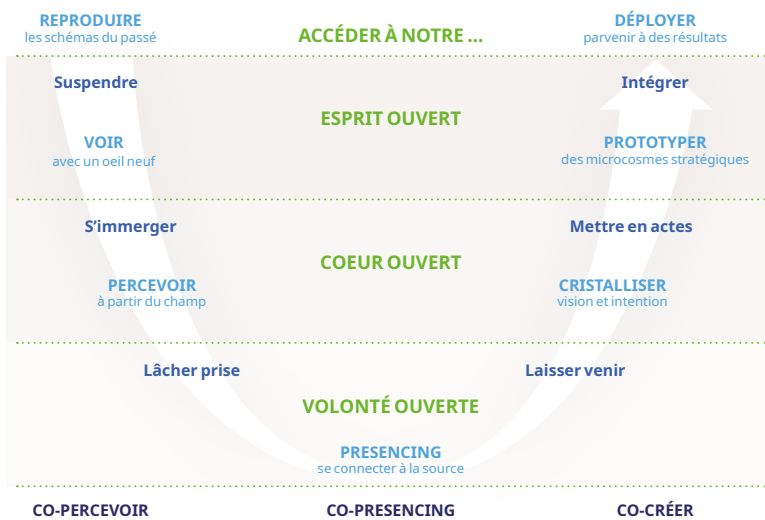 REPRODUIRE
les schémas du passé
ACCÉDER À NOTRE ...
DÉPLOYER
parvenir à des résultats
Suspendre
Intégrer
ESPRIT OUVERT
VOIR
avec un oeil neuf
PROTOTYPER
des microcosmes stratégiques
S’immerger
Mettre en actes
COEUR OUVERT
PERCEVOIR
à partir du champ
CRISTALLISER
vision et intention
Lâcher prise
Laisser venir
VOLONTÉ OUVERTE
PRESENCING
se connecter à la source
CO-PERCEVOIR
CO-PRESENCING
CO-CRÉER